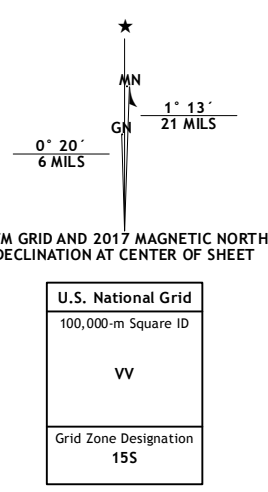 ★
MN
1° 13´
21 MILS
GN
0° 20´
6 MILS
M GRID AND 2017 MAGNETIC NORTH
DECLINATION AT CENTER OF SHEET
U.S. National Grid
100,000-m Square ID
VV
Grid Zone Designation
15S